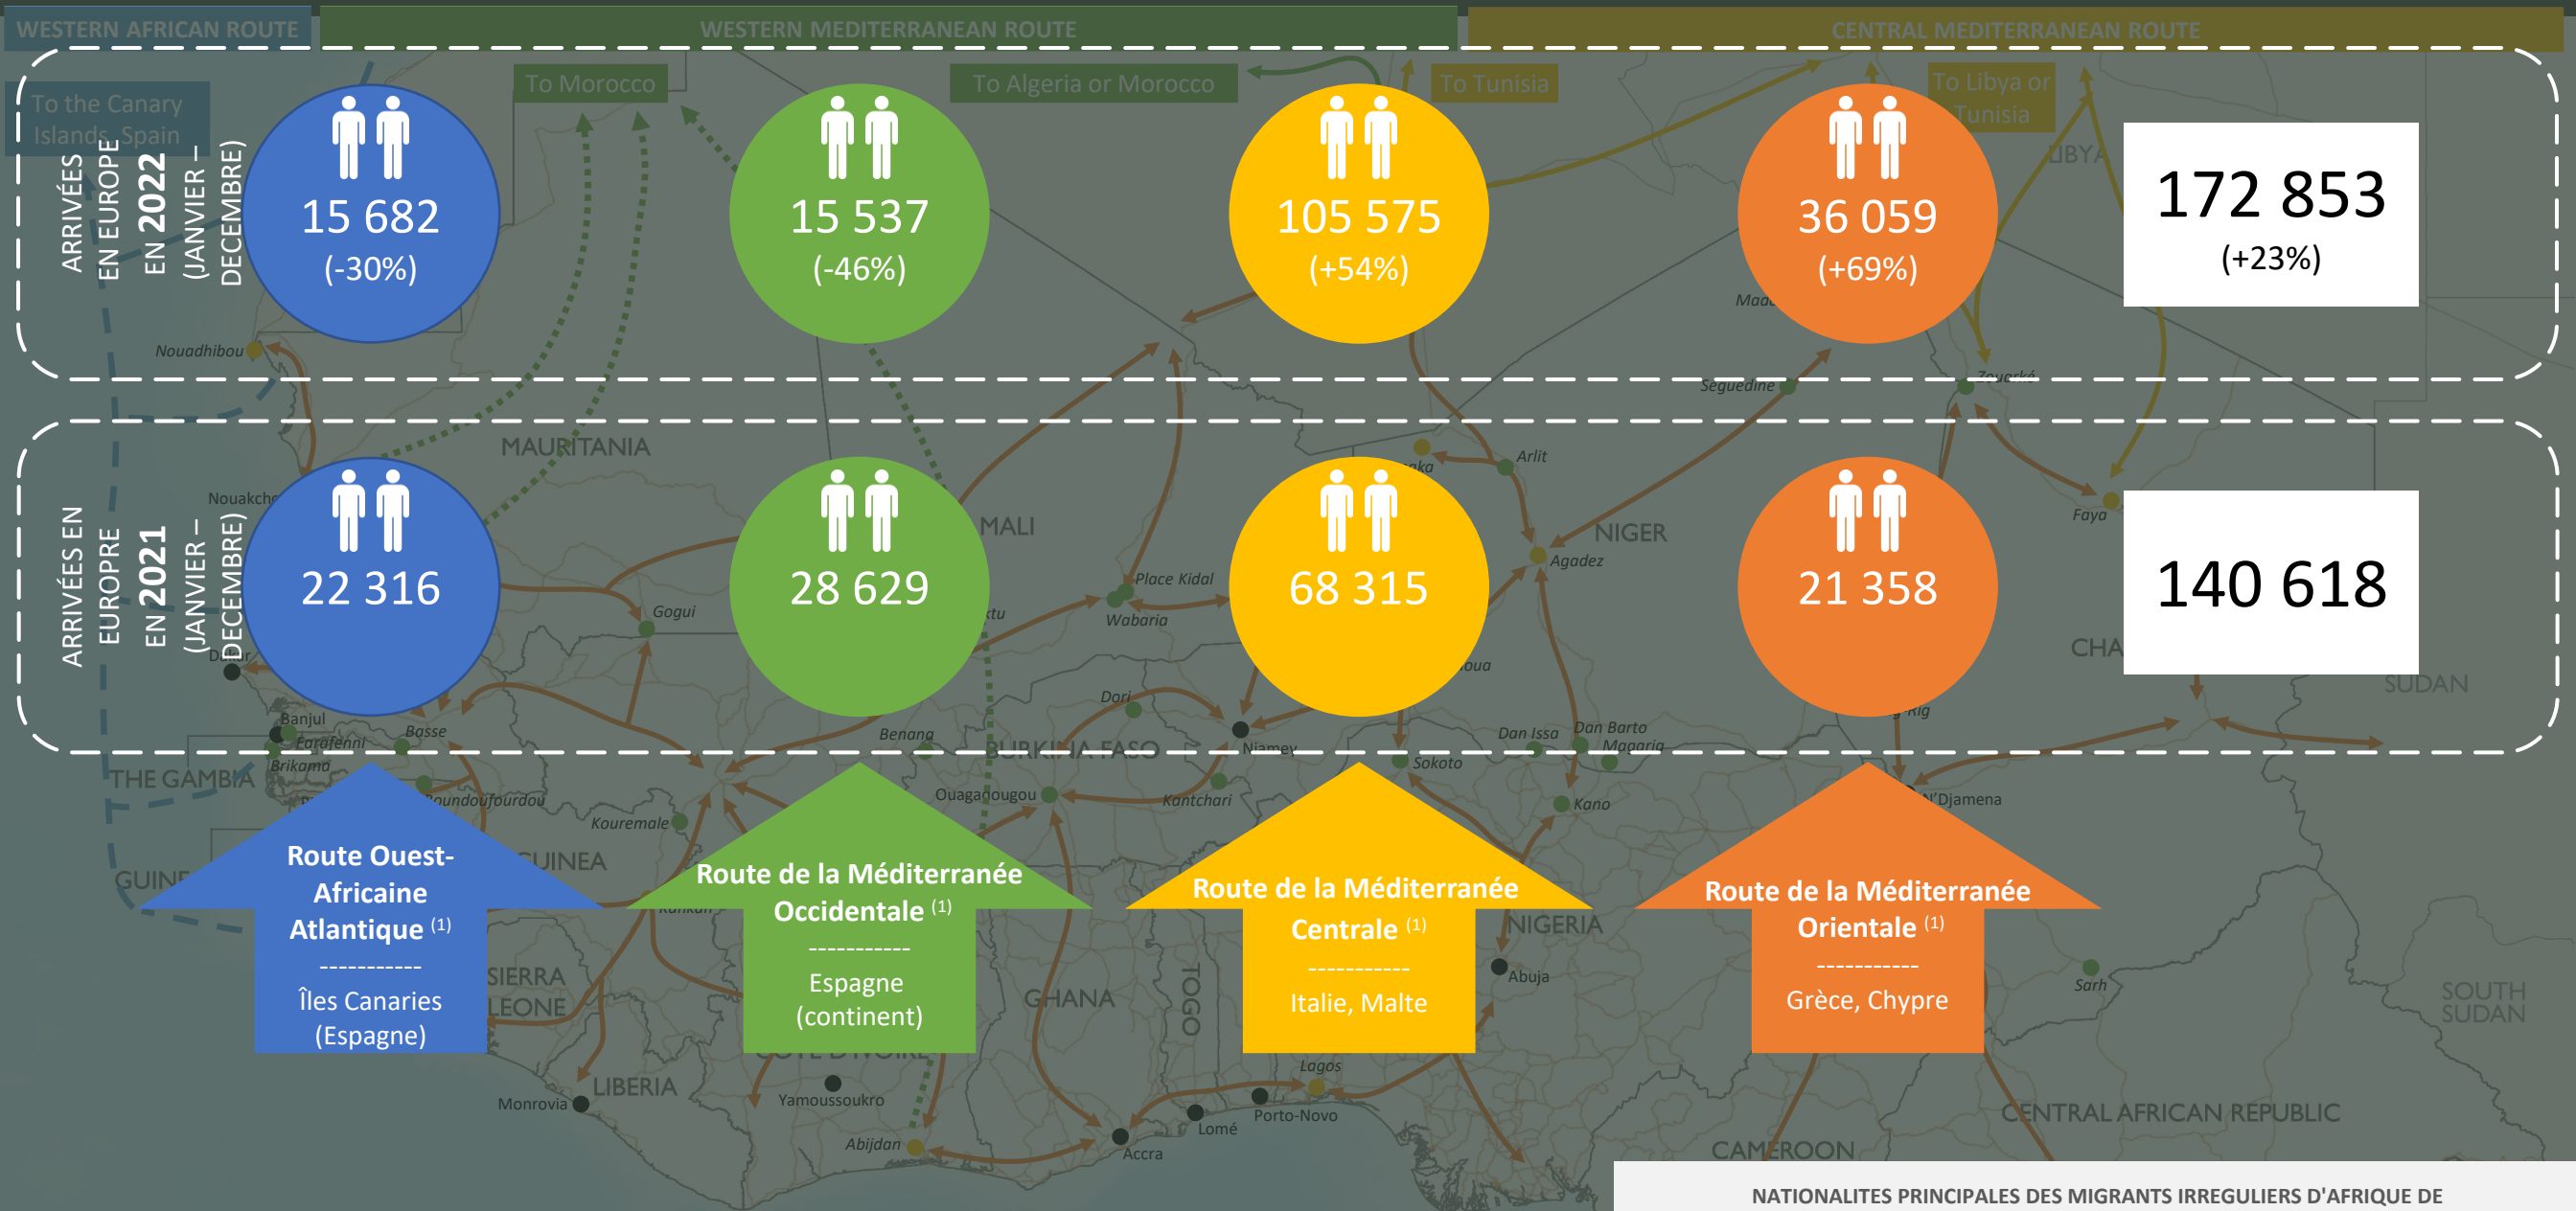 WESTERN AFRICAN ROUTE
WESTERN MEDITERRANEAN ROUTE
CENTRAL MEDITERRANEAN ROUTE
To the Canary
Islands, Spain
To Morocco
To Algeria or Morocco
To Tunisia
To Libya or
Tunisia
LIBYA
ARRIVÉES
EN EUROPE
EN 2022
(JANVIER –
DECEMBRE)
15 682
(-30%)
15 537
(-46%)
105 575
(+54%)
36 059
(+69%)
172 853
(+23%)
Nouadhibou
Seguedine
Zouarké
MAURITANIA
Arlit
ARRIVÉES EN
EUROPRE
EN 2021
(JANVIER –
DECEMBRE)
22 316
28 629
68 315
21 358
140 618
MALI
NIGER
Agadez
Faya
Place Kidal
Wabaria
Gogui
Dakar
SUDAN
Dori
Banjul
Farafenni
Basse
Brikama
Benana
BURKINA FASO
Niamey
Dan Issa
Dan Barto
Magaria
Sokoto
THE GAMBIA
Ouagadougou
Kantchari
Kano
N'Djamena
Kouremale
Route Ouest-
Africaine
Atlantique (1)
-----------
Îles Canaries
(Espagne)
Route de la Méditerranée
Occidentale (1)
-----------
Espagne
(continent)
Route de la Méditerranée
Centrale (1)
-----------
Italie, Malte
Route de la Méditerranée
Orientale (1)
-----------
Grèce, Chypre
NIGERIA
SIERRA
LEONE
GHANA
TOGO
Abuja
Sarh
SOUTH
SUDAN
LIBERIA
Monrovia
Yamoussoukro
Lagos
Porto-Novo
Lomé
Abijdan
Accra
CENTRAL AFRICAN REPUBLIC
CAMEROON
NATIONALITES PRINCIPALES DES MIGRANTS IRREGULIERS D'AFRIQUE DE